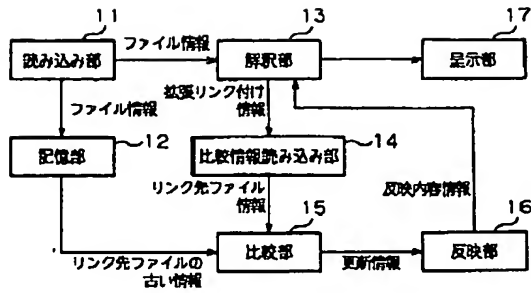 11
読み込み部
ファイル情報
13
解釈部
17
呈示部
ファイル情報
拡張リンク付け
情報
12
記憶部
14
比較情報読み込み部
リンク先ファイル
情報
反映内容情報
15
比較部
16
反映部
リンク先ファイルの
古い情報
更新情報